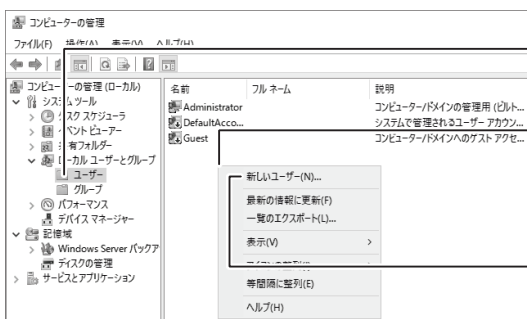 コンピューターの管理
ファイル(F) 操作(A) 表示(V) ヘルプ(H)
コンピューターの管理 (ローカル)
システム ツール
タスク スケジューラ
イベント ビューアー
共有フォルダー
ローカル ユーザーとグループ
ユーザー
グループ
パフォーマンス
デバイス マネージャー
記憶域
Windows Server バックア
ディスクの管理
サービスとアプリケーション
名前 フル ネーム 説明
Administrator コンピューター/ドメインの管理用 (ビルト...
DefaultAcco... システムで管理されるユーザー アカウン...
Guest コンピューター/ドメインへのゲスト アクセ...
新しいユーザー(N)...
最新の情報に更新(F)
一覧のエクスポート(L)...
表示(V) >
等間隔に整列(E)
ヘルプ(H)